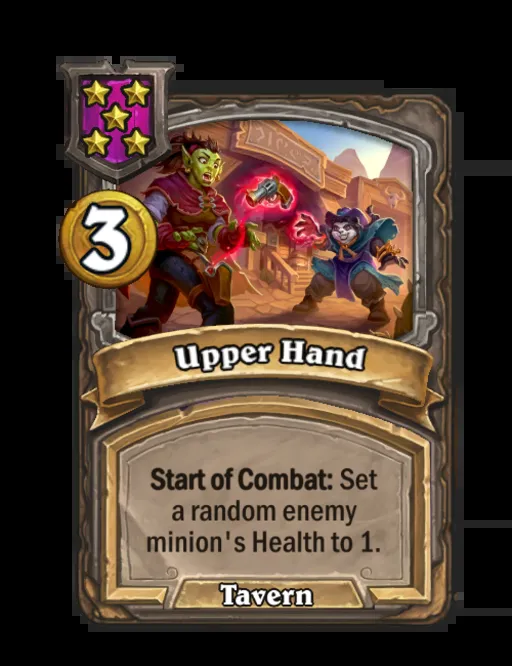 3
Upper Hand
Start of Combat: Set
a random enemy
minion's Health to 1.
Tavern